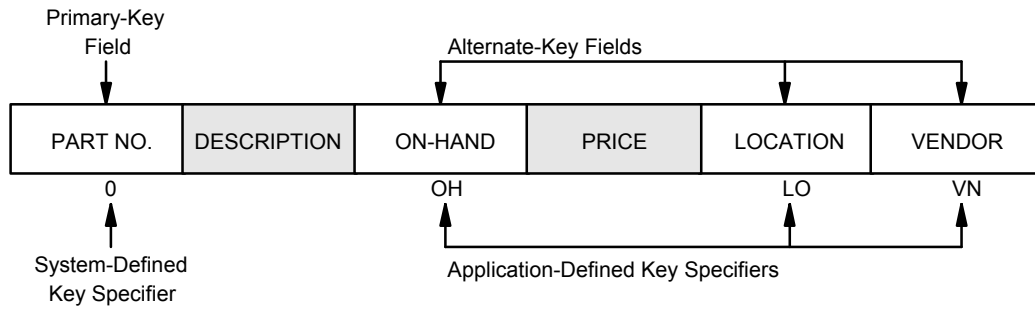 Primary-Key
Field
Alternate-Key Fields
PART NO. DESCRIPTION ON-HAND PRICE LOCATION VENDOR
0 OH LO VN
System-Defined
Key Specifier
Application-Defined Key Specifiers